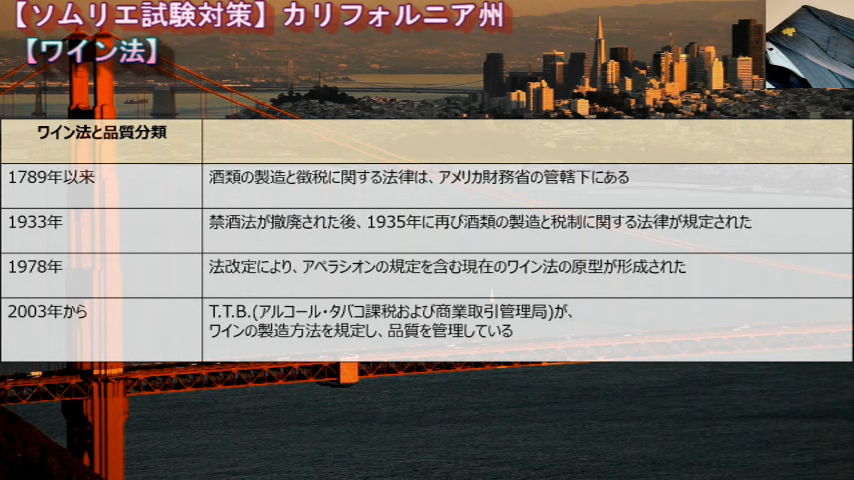 【ソムリエ試験対策】カリフォルニア州
【ワイン法】
ワイン法と品質分類
1789年以来 酒類の製造と徴税に関する法律は、アメリカ財務省の管轄下にある
1933年 禁酒法が撤廃された後、1935年に再び酒類の製造と税制に関する法律が規定された
1978年 法改定により、アペラシオンの規定を含む現在のワイン法の原型が形成された
2003年から T.T.B.(アルコール・タバコ課税および商業取引管理局)が、
ワインの製造方法を規定し、品質を管理している